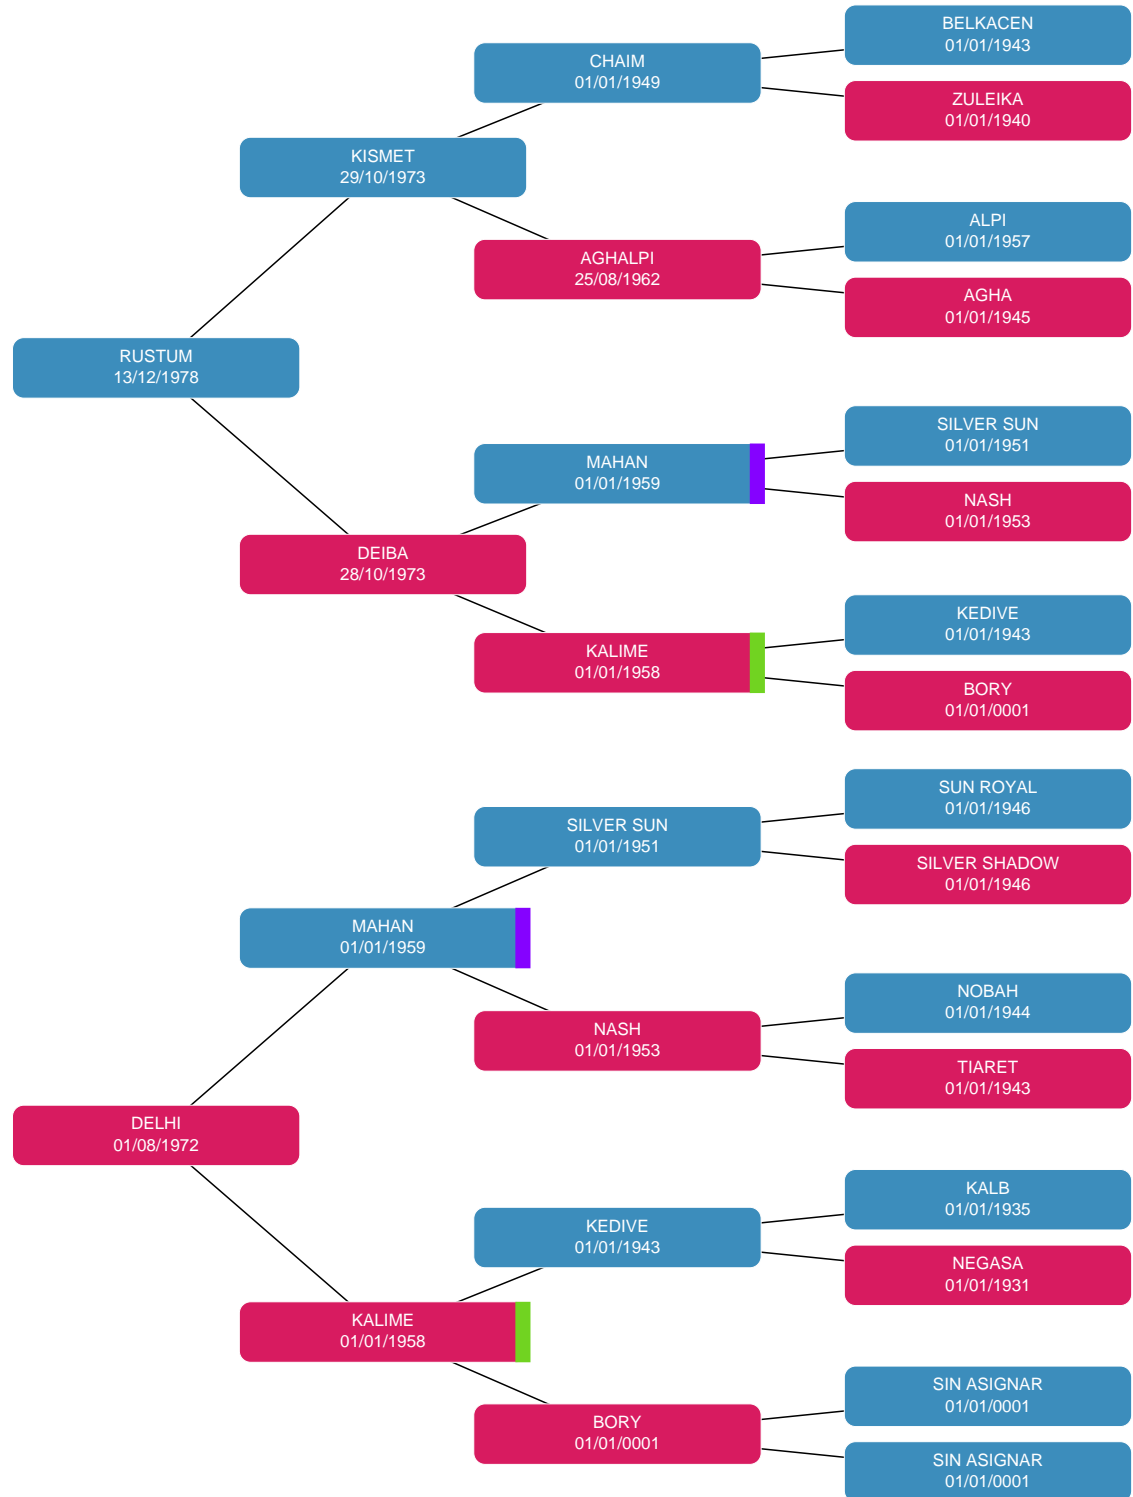 BELKACEN
01/01/1943
CHAIM
01/01/1949
ZULEIKA
01/01/1940
KISMET
29/10/1973
ALPI
01/01/1957
AGHALPI
25/08/1962
AGHA
01/01/1945
RUSTUM
13/12/1978
SILVER SUN
01/01/1951
MAHAN
01/01/1959
NASH
01/01/1953
DEIBA
28/10/1973
KEDIVE
01/01/1943
KALIME
01/01/1958
BORY
01/01/0001
SUN ROYAL
01/01/1946
SILVER SUN
01/01/1951
SILVER SHADOW
01/01/1946
MAHAN
01/01/1959
NOBAH
01/01/1944
NASH
01/01/1953
TIARET
01/01/1943
DELHI
01/08/1972
KALB
01/01/1935
KEDIVE
01/01/1943
NEGASA
01/01/1931
KALIME
01/01/1958
SIN ASIGNAR
01/01/0001
BORY
01/01/0001
SIN ASIGNAR
01/01/0001